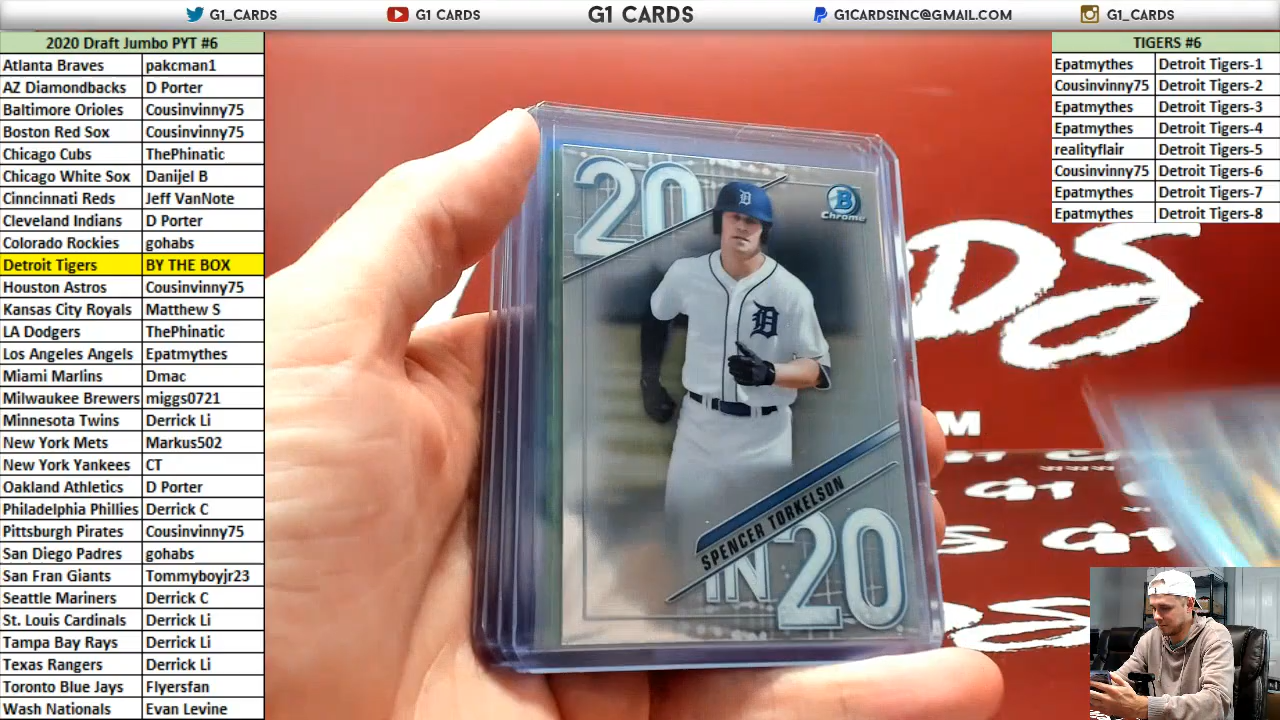 G1_CARDS G1 CARDS G1 CARDS G1CARDSINC@GMAIL.COM G1_CARDS
2020 Draft Jumbo PYT #6
Atlanta Braves pakcman1
AZ Diamondbacks D Porter
Baltimore Orioles Cousinvinny75
Boston Red Sox Cousinvinny75
Chicago Cubs ThePhinatic
Chicago White Sox Danijel B
Cinncinnati Reds Jeff VanNote
Cleveland Indians D Porter
Colorado Rockies gohabs
Detroit Tigers BY THE BOX
Houston Astros Cousinvinny75
Kansas City Royals Matthew S
LA Dodgers ThePhinatic
Los Angeles Angels Epatmythes
Miami Marlins Dmac
Milwaukee Brewers miggs0721
Minnesota Twins Derrick Li
New York Mets Markus502
New York Yankees CT
Oakland Athletics D Porter
Philadelphia Phillies Derrick C
Pittsburgh Pirates Cousinvinny75
San Diego Padres gohabs
San Fran Giants Tommyboyjr23
Seattle Mariners Derrick C
St. Louis Cardinals Derrick Li
Tampa Bay Rays Derrick Li
Texas Rangers Derrick Li
Toronto Blue Jays Flyersfan
Wash Nationals Evan Levine
TIGERS #6
Epatmythes Detroit Tigers-1
Cousinvinny75 Detroit Tigers-2
Epatmythes Detroit Tigers-3
Epatmythes Detroit Tigers-4
realityflair Detroit Tigers-5
Cousinvinny75 Detroit Tigers-6
Epatmythes Detroit Tigers-7
Epatmythes Detroit Tigers-8
20
B
Chrome
D
D
SPENCER TORKELSON
IN 20